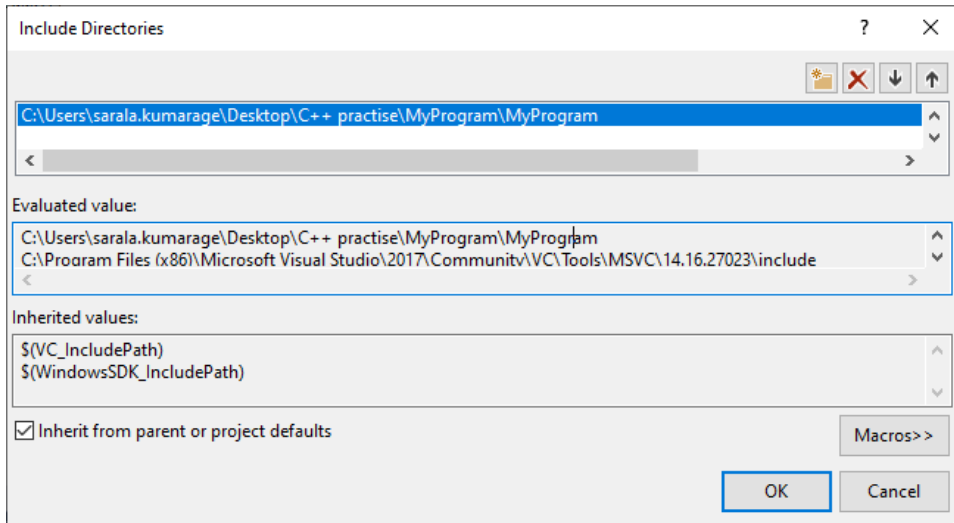 Include Directories
?
C:\Users\sarala.kumarage\Desktop\C++ practise\MyProgram\MyProgram
Evaluated value:
C:\Users\sarala.kumarage\Desktop\C++ practise\MyProgram\MyProgram
C:\Program Files (x86)\Microsoft Visual Studio\2017\Community\VC\Tools\MSVC\14.16.27023\include
Inherited values:
$(VC_IncludePath)
$(WindowsSDK_IncludePath)
Inherit from parent or project defaults
Macros>>
OK Cancel